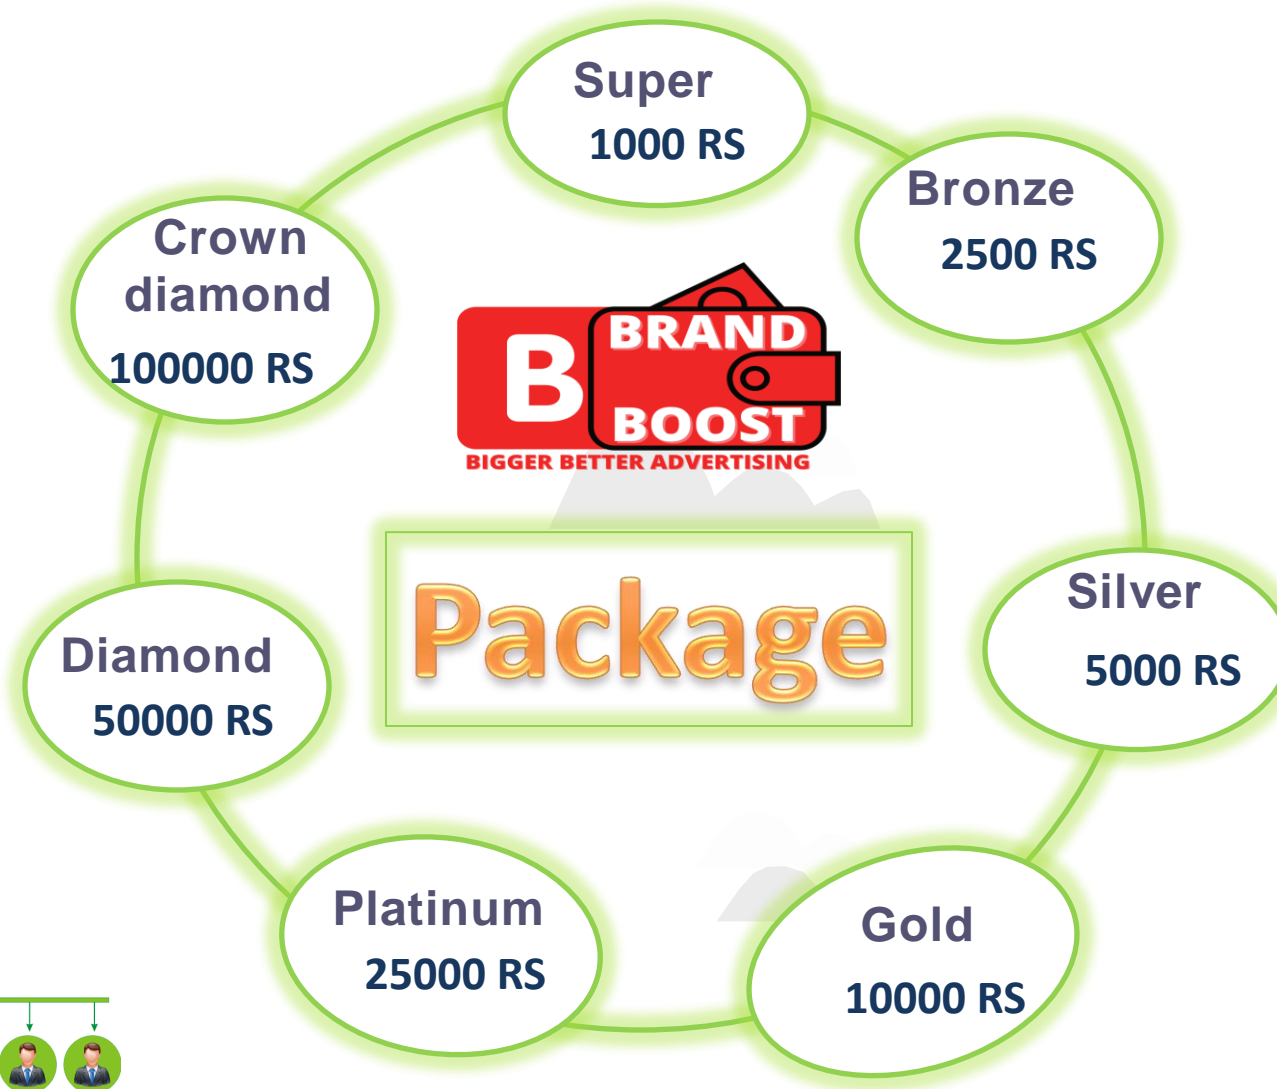 Super
1000 RS
Bronze
2500 RS
Crown
diamond
100000 RS
B
BRAND
BOOST
BIGGER BETTER ADVERTISING
Package
Silver
5000 RS
Diamond
50000 RS
Platinum
25000 RS
Gold
10000 RS